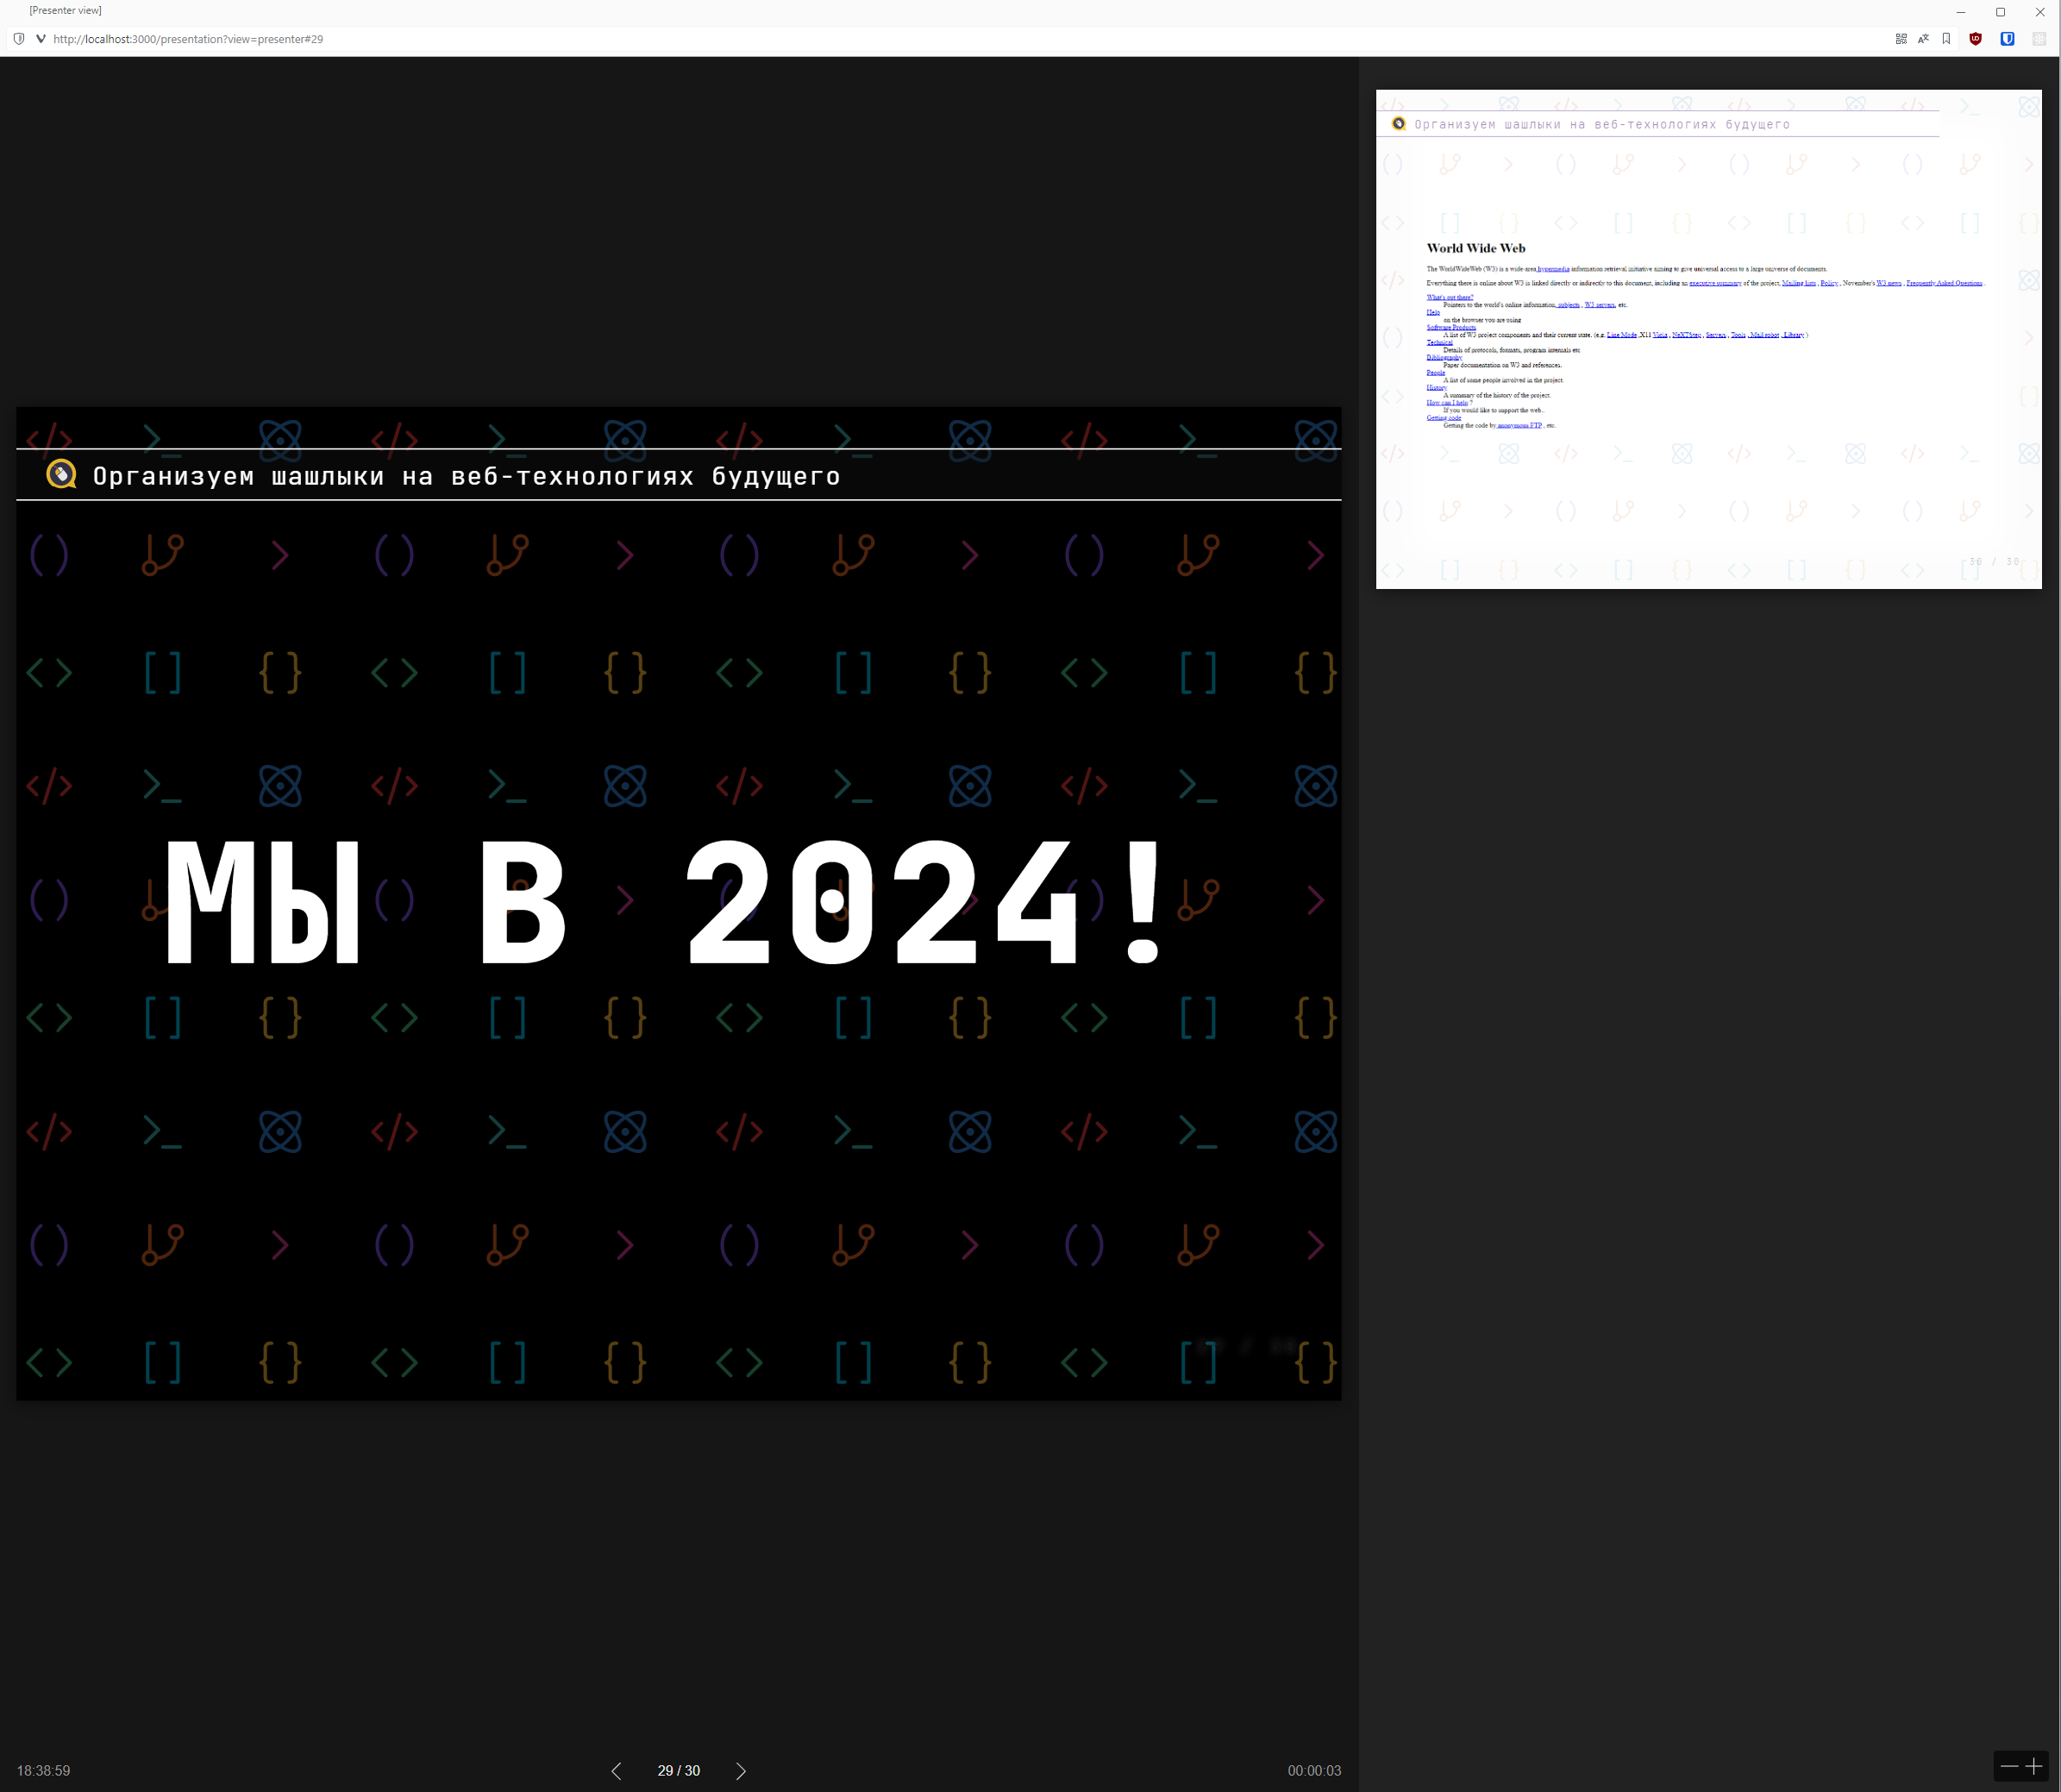 [Presenter view]
http://localhost:3000/presentation?view=presenter#29
Организуем шашлыки на веб-технологиях будущего
МЫ В 2024!
Организуем шашлыки на веб-технологиях будущего
World Wide Web
The WorldWideWeb (W3) is a wide-area hypermedia information retrieval initiative aiming to give universal access to a large universe of documents.
Everything there is online about W3 is linked directly or indirectly to this document, including an executive summary of the project, Mailing lists , Policy , November's W3 news , Frequently Asked Questions .
What's out there?
Pointers to the world's online information, subjects , W3 servers, etc.
Help
on the browser you are using
Software Products
A list of W3 project components and their current state. (e.g. Line Mode ,X11 Viola , NeXTStep , Servers , Tools , Mail robot , Library )
Technical
Details of protocols, formats, program internals etc
Bibliography
Paper documentation on W3 and references.
People
A list of some people involved in the project.
History
A summary of the history of the project.
How can I help ?
If you would like to support the web..
Getting code
Getting the code by anonymous FTP , etc.
30 / 30
18:38:59
29 / 30
00:00:03